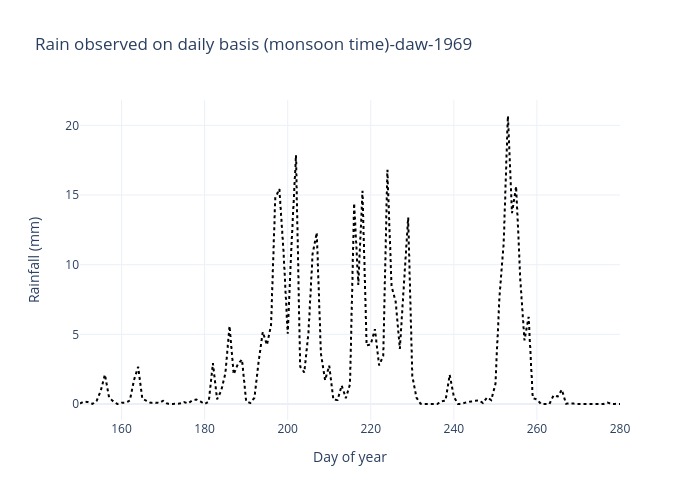 Rain observed on daily basis (monsoon time)-daw-1969
20
15
10
5
0
Rainfall (mm)
160 180 200 220 240 260 280
Day of year